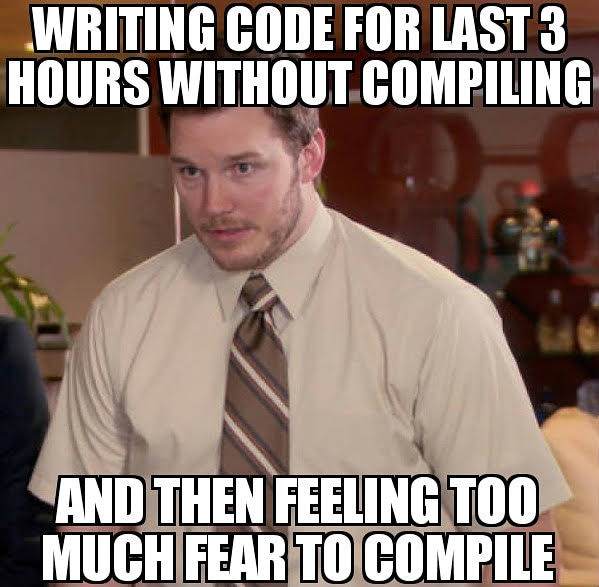 WRITING CODE FOR LAST 3
HOURS WITHOUT COMPILING
AND THEN FEELING TOO
MUCH FEAR TO COMPILE